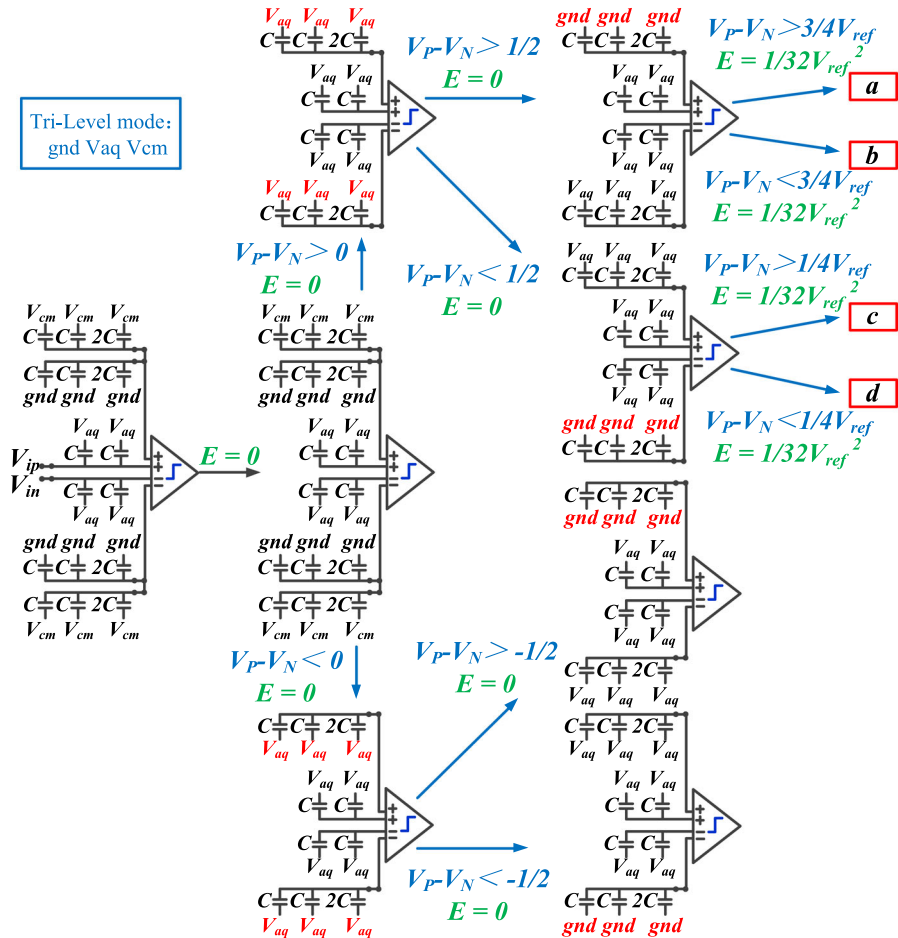 Vaq Vaq Vaq
C C 2C
Vaq Vaq
C C
+
+
−
C C
Vaq Vaq
Vaq Vaq Vaq
C C 2C
VP-VN> 1/2
E = 0
gnd gnd gnd
C C 2C
Vaq Vaq
C C
+
+
−
C C
Vaq Vaq
Vaq Vaq Vaq
C C 2C
VP-VN>3/4Vref
E = 1/32Vref²
a
b
VP-VN<3/4Vref
E = 1/32Vref²
Tri-Level mode:
gnd Vaq Vcm
VP-VN> 0
E = 0
VP-VN< 1/2
E = 0
Vaq Vaq Vaq
C C 2C
Vaq Vaq
C C
+
+
−
C C
Vaq Vaq
gnd gnd gnd
C C 2C
VP-VN>1/4Vref
E = 1/32Vref²
c
d
VP-VN<1/4Vref
E = 1/32Vref²
Vcm Vcm Vcm
C C 2C
C C 2C
gnd gnd gnd
Vaq Vaq
C C
Vip
Vin
+
−
C C
Vaq Vaq
gnd gnd gnd
C C 2C
C C 2C
Vcm Vcm Vcm
E = 0
Vcm Vcm Vcm
C C 2C
C C 2C
gnd gnd gnd
Vaq Vaq
C C
+
−
C C
Vaq Vaq
gnd gnd gnd
C C 2C
C C 2C
Vcm Vcm Vcm
C C 2C
gnd gnd gnd
Vaq Vaq
C C
+
+
−
C C
Vaq Vaq
C C 2C
Vaq Vaq Vaq
VP-VN< 0
E = 0
VP-VN> -1/2
E = 0
C C 2C
Vaq Vaq Vaq
Vaq Vaq
C C
+
+
−
C C
Vaq Vaq
C C 2C
Vaq Vaq Vaq
VP-VN< -1/2
E = 0
C C 2C
Vaq Vaq Vaq
Vaq Vaq
C C
+
+
−
C C
Vaq Vaq
C C 2C
gnd gnd gnd